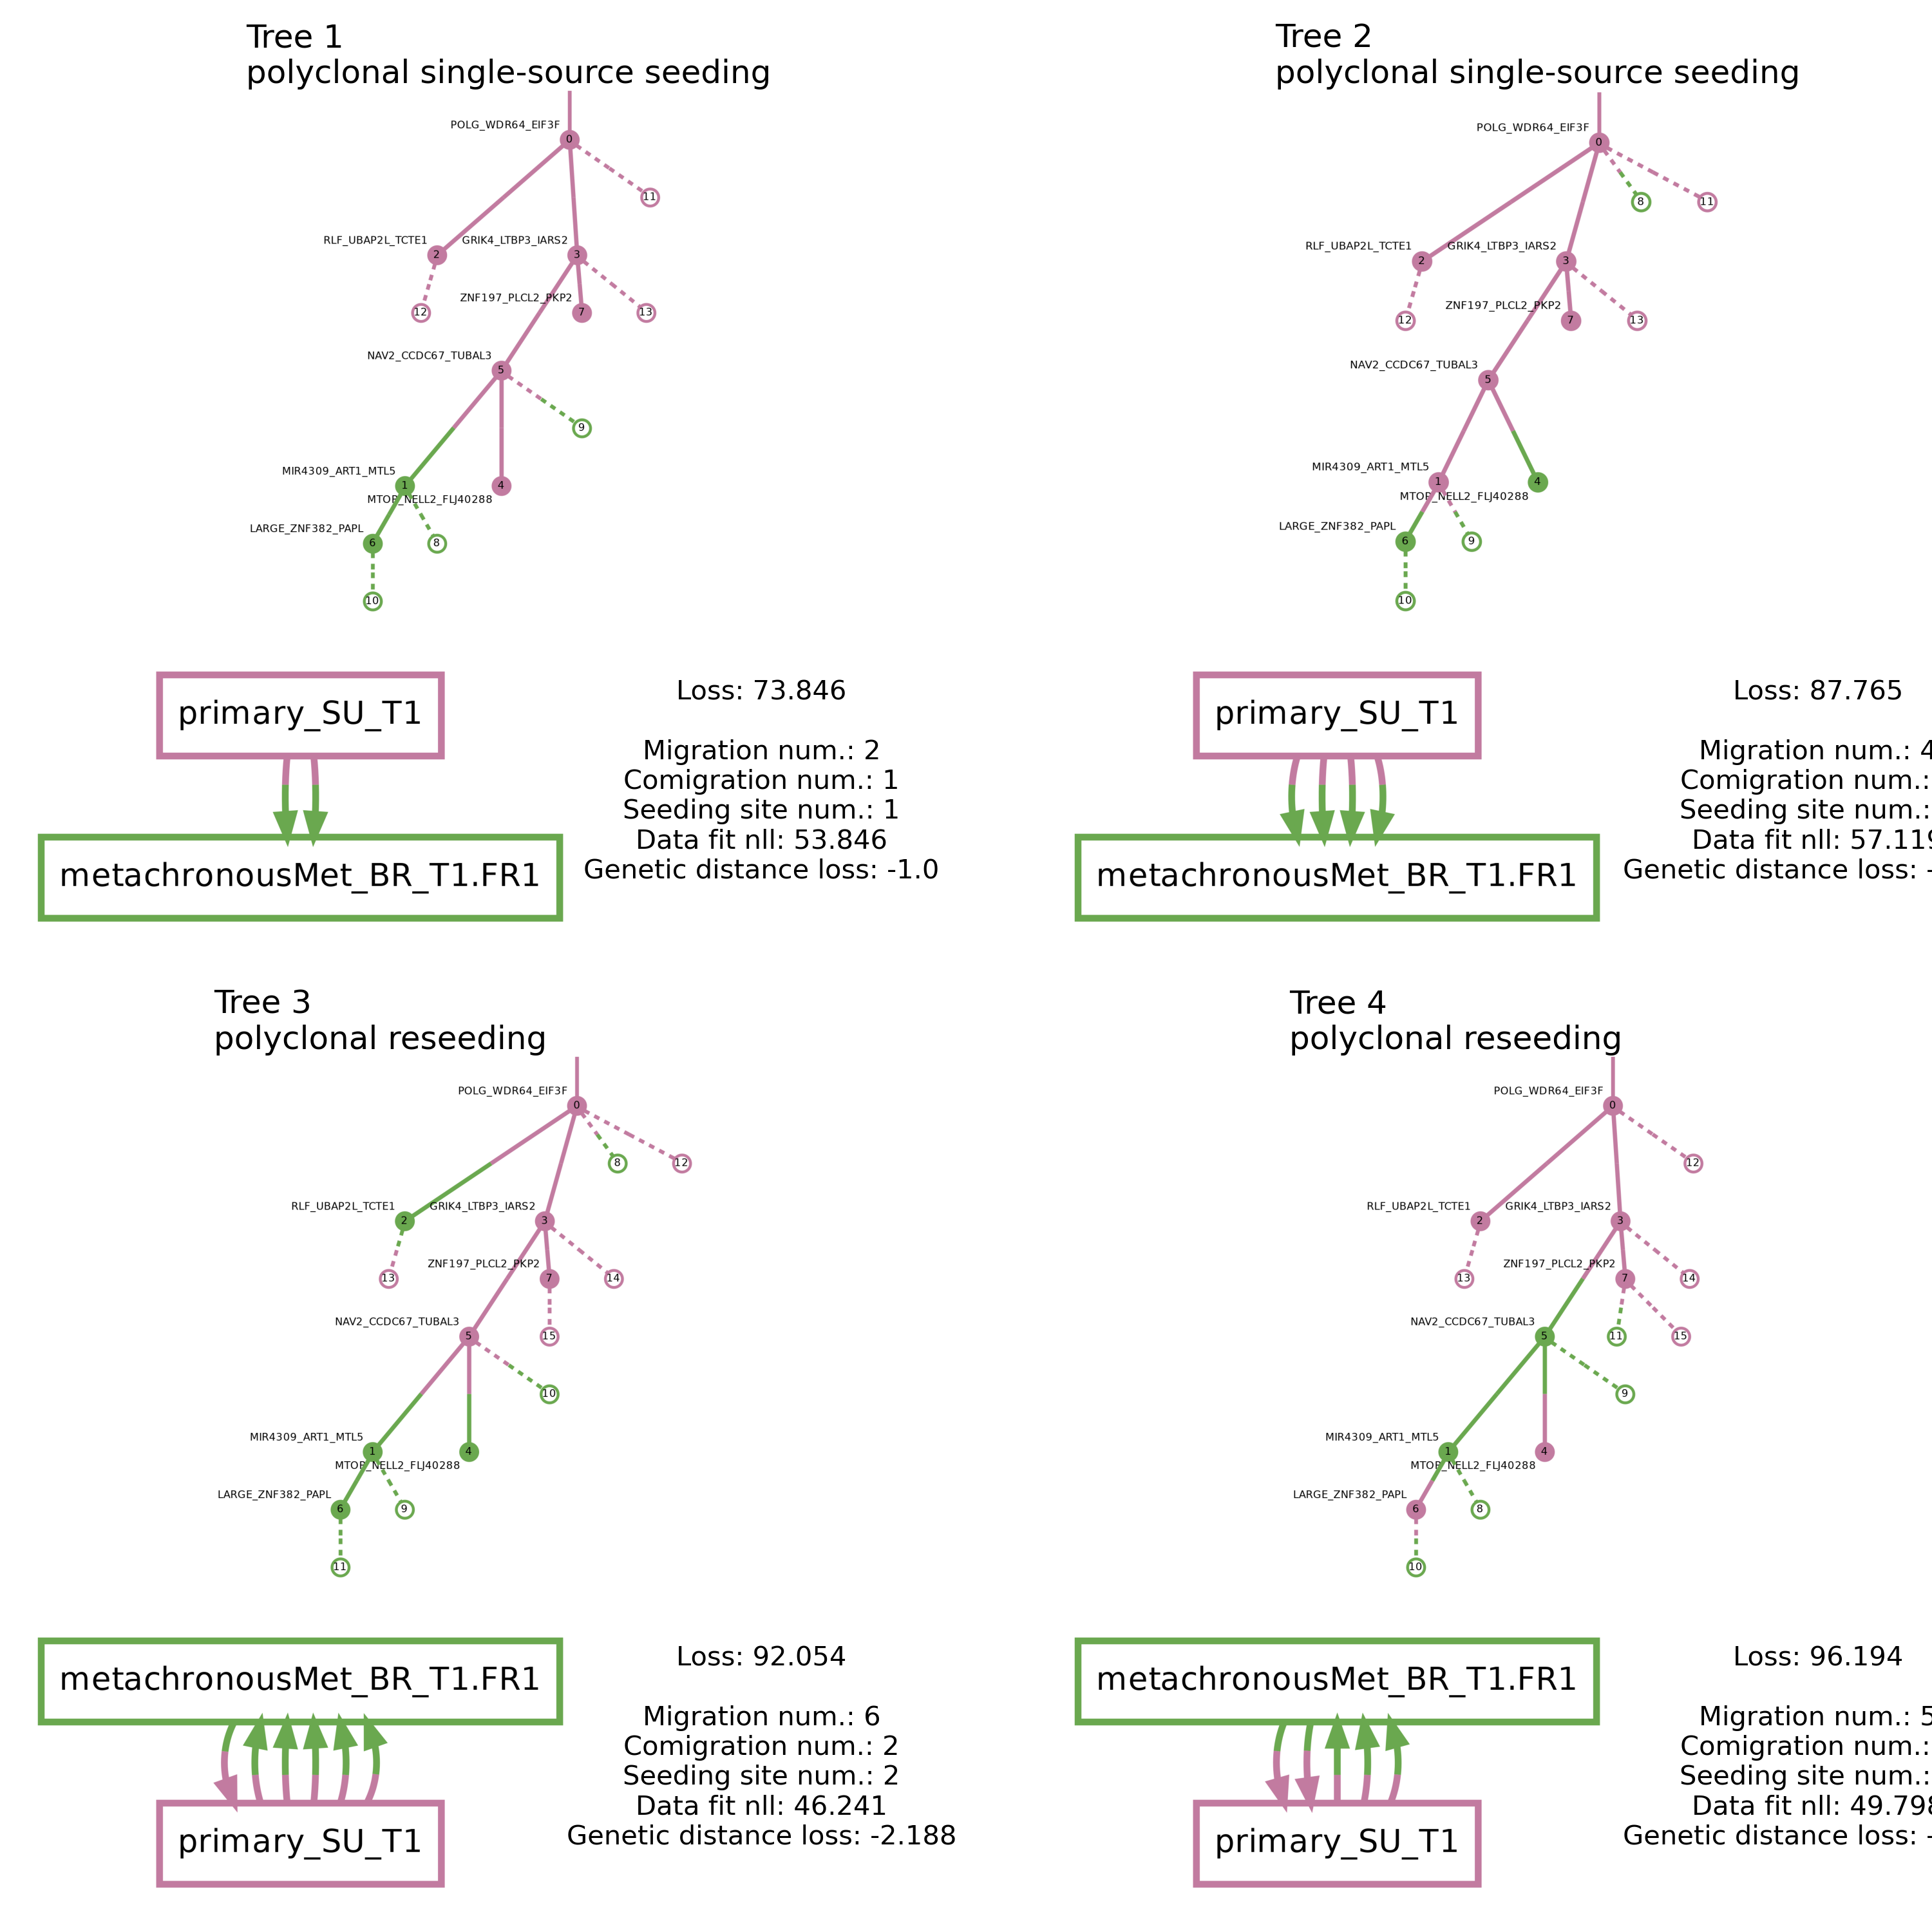 Tree 1
polyclonal single-source seeding
POLG_WDR64_EIF3F
0
11
RLF_UBAP2L_TCTE1
2
GRIK4_LTBP3_IARS2
3
ZNF197_PLCL2_PKP2
12
7
13
NAV2_CCDC67_TUBAL3
5
9
MIR4309_ART1_MTL5
1
MTOR_NELL2_FLJ40288
4
LARGE_ZNF382_PAPL
6
8
10
primary_SU_T1
metachronousMet_BR_T1.FR1
Loss: 73.846
Migration num.: 2
Comigration num.: 1
Seeding site num.: 1
Data fit nll: 53.846
Genetic distance loss: -1.0
Tree 2
polyclonal single-source seeding
POLG_WDR64_EIF3F
0
8
11
RLF_UBAP2L_TCTE1
2
GRIK4_LTBP3_IARS2
3
ZNF197_PLCL2_PKP2
12
7
13
NAV2_CCDC67_TUBAL3
5
MIR4309_ART1_MTL5
1
MTOR_NELL2_FLJ40288
4
LARGE_ZNF382_PAPL
6
9
10
primary_SU_T1
metachronousMet_BR_T1.FR1
Loss: 87.765
Migration num.: 4
Comigration num.:
Seeding site num.:
Data fit nll: 57.119
Genetic distance loss: -
Tree 3
polyclonal reseeding
POLG_WDR64_EIF3F
0
8
12
RLF_UBAP2L_TCTE1
2
GRIK4_LTBP3_IARS2
3
ZNF197_PLCL2_PKP2
13
7
14
NAV2_CCDC67_TUBAL3
5
15
10
MIR4309_ART1_MTL5
1
MTOR_NELL2_FLJ40288
4
LARGE_ZNF382_PAPL
6
9
11
metachronousMet_BR_T1.FR1
primary_SU_T1
Loss: 92.054
Migration num.: 6
Comigration num.: 2
Seeding site num.: 2
Data fit nll: 46.241
Genetic distance loss: -2.188
Tree 4
polyclonal reseeding
POLG_WDR64_EIF3F
0
12
RLF_UBAP2L_TCTE1
2
GRIK4_LTBP3_IARS2
3
ZNF197_PLCL2_PKP2
13
7
14
NAV2_CCDC67_TUBAL3
5
11
15
9
MIR4309_ART1_MTL5
1
MTOR_NELL2_FLJ40288
4
LARGE_ZNF382_PAPL
6
8
10
metachronousMet_BR_T1.FR1
primary_SU_T1
Loss: 96.194
Migration num.: 5
Comigration num.:
Seeding site num.:
Data fit nll: 49.798
Genetic distance loss: -